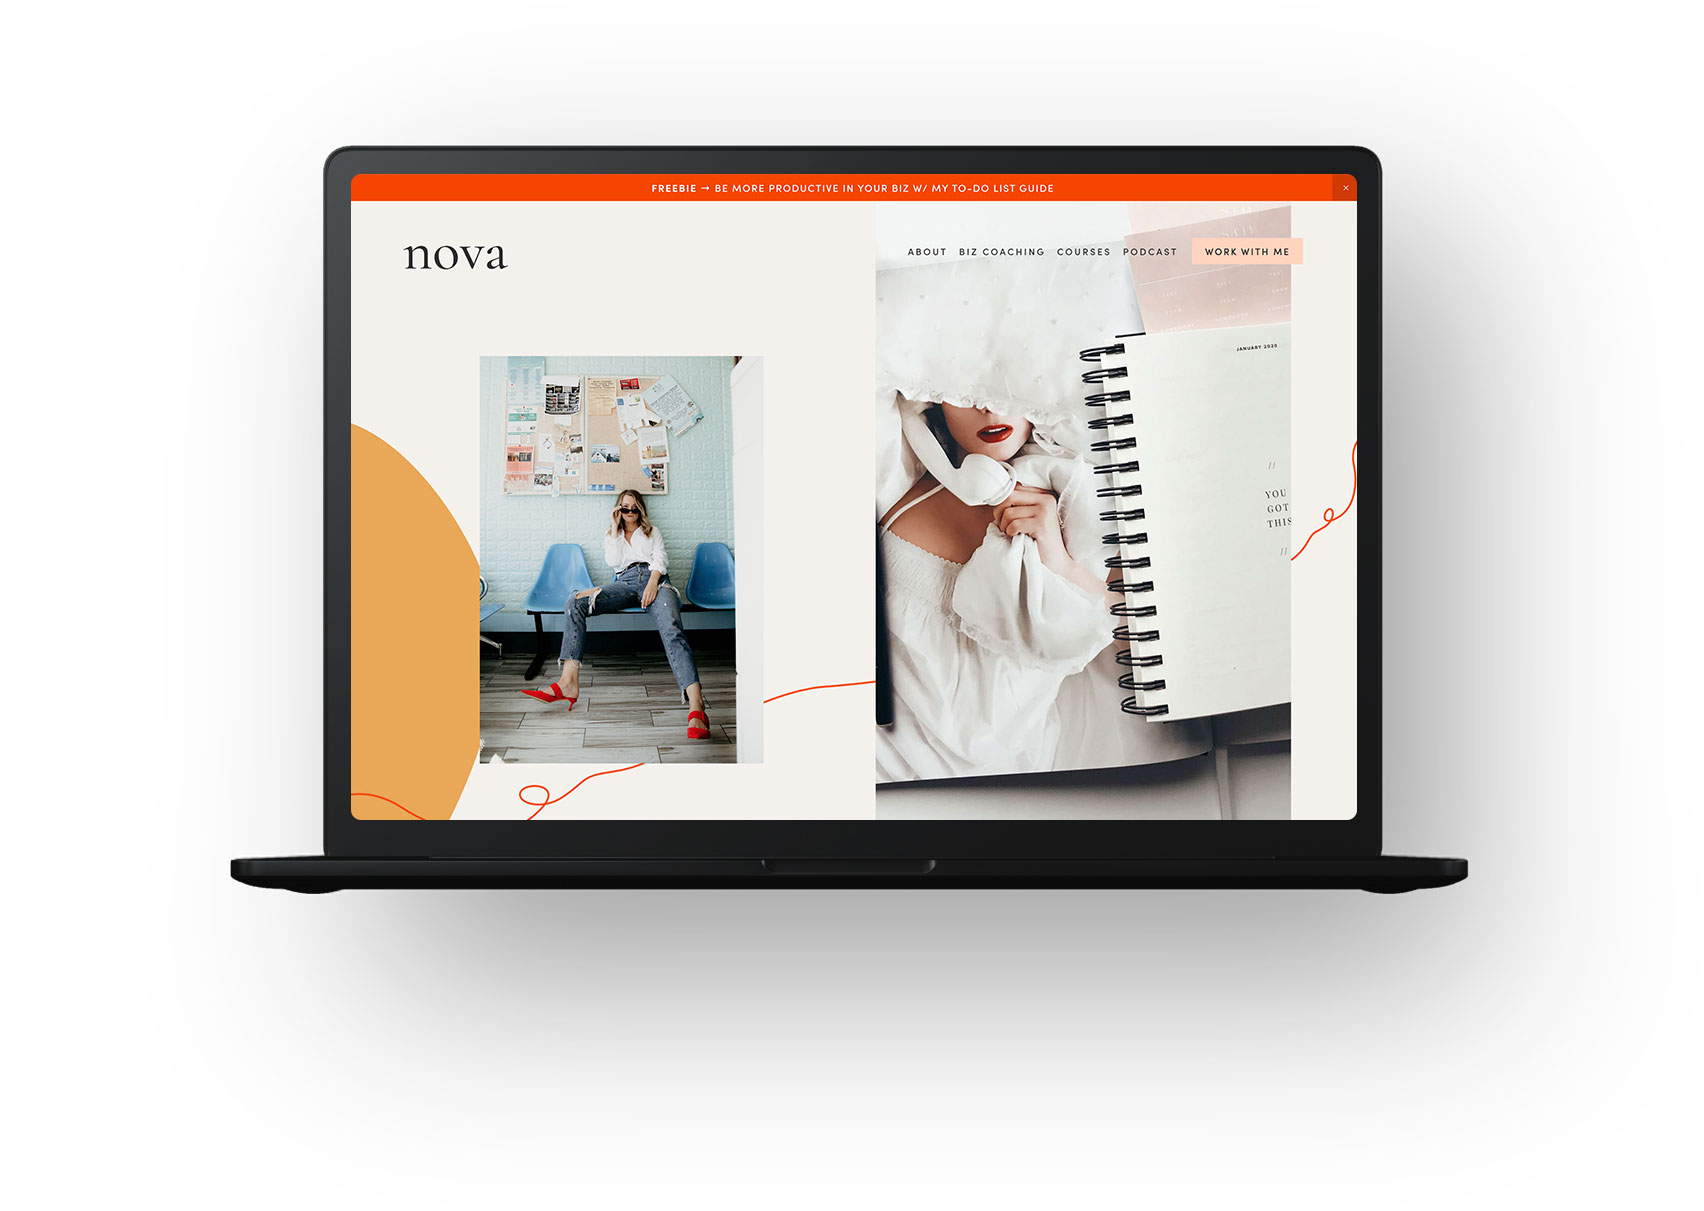 FREEBIE → BE MORE PRODUCTIVE IN YOUR BIZ W/ MY TO-DO LIST GUIDE
×
nova
ABOUT BIZ COACHING COURSES PODCAST WORK WITH ME
JANUARY 2020
//
YOU
GOT
THIS
//